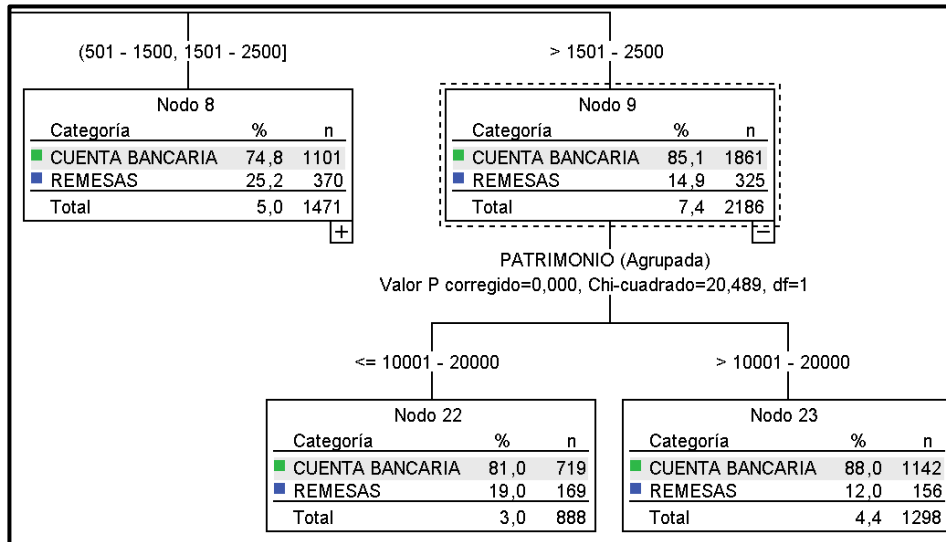 (501 - 1500, 1501 - 2500]
> 1501 - 2500
Nodo 8
Categoría % n
CUENTA BANCARIA 74,8 1101
REMESAS 25,2 370
Total 5,0 1471
+
Nodo 9
Categoría % n
CUENTA BANCARIA 85,1 1861
REMESAS 14,9 325
Total 7,4 2186
−
PATRIMONIO (Agrupada)
Valor P corregido=0,000, Chi-cuadrado=20,489, df=1
<= 10001 - 20000
> 10001 - 20000
Nodo 22
Categoría % n
CUENTA BANCARIA 81,0 719
REMESAS 19,0 169
Total 3,0 888
Nodo 23
Categoría % n
CUENTA BANCARIA 88,0 1142
REMESAS 12,0 156
Total 4,4 1298